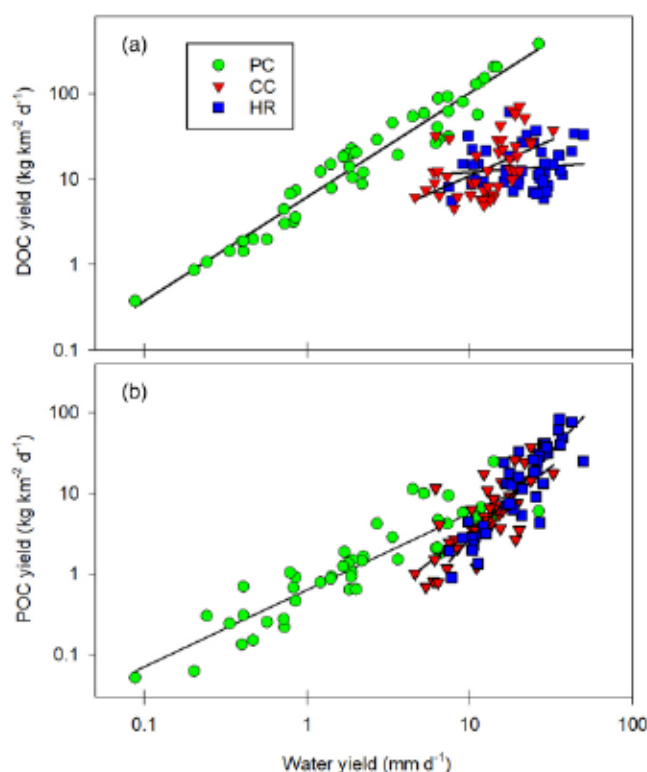 (a)
PC
CC
HR
DOC yield (kg km⁻² d⁻¹)
100
10
1
0.1
(b)
POC yield (kg km⁻² d⁻¹)
100
10
1
0.1
0.1 1 10 100
Water yield (mm d⁻¹)